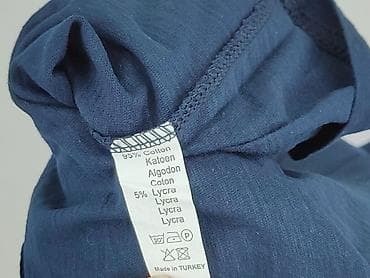 95% Cotton
Katoen
Algodon
Coton
5% Lycra
Lycra
Lycra
Lycra
P
Made in TURKEY